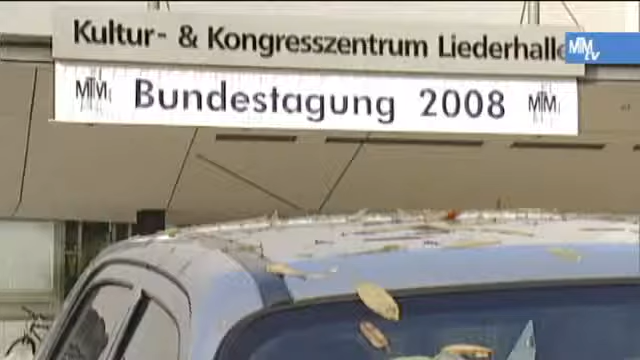 Kultur- & Kongresszentrum Liederhalle
MTM Bundestagung 2008 MTM
MTM tv